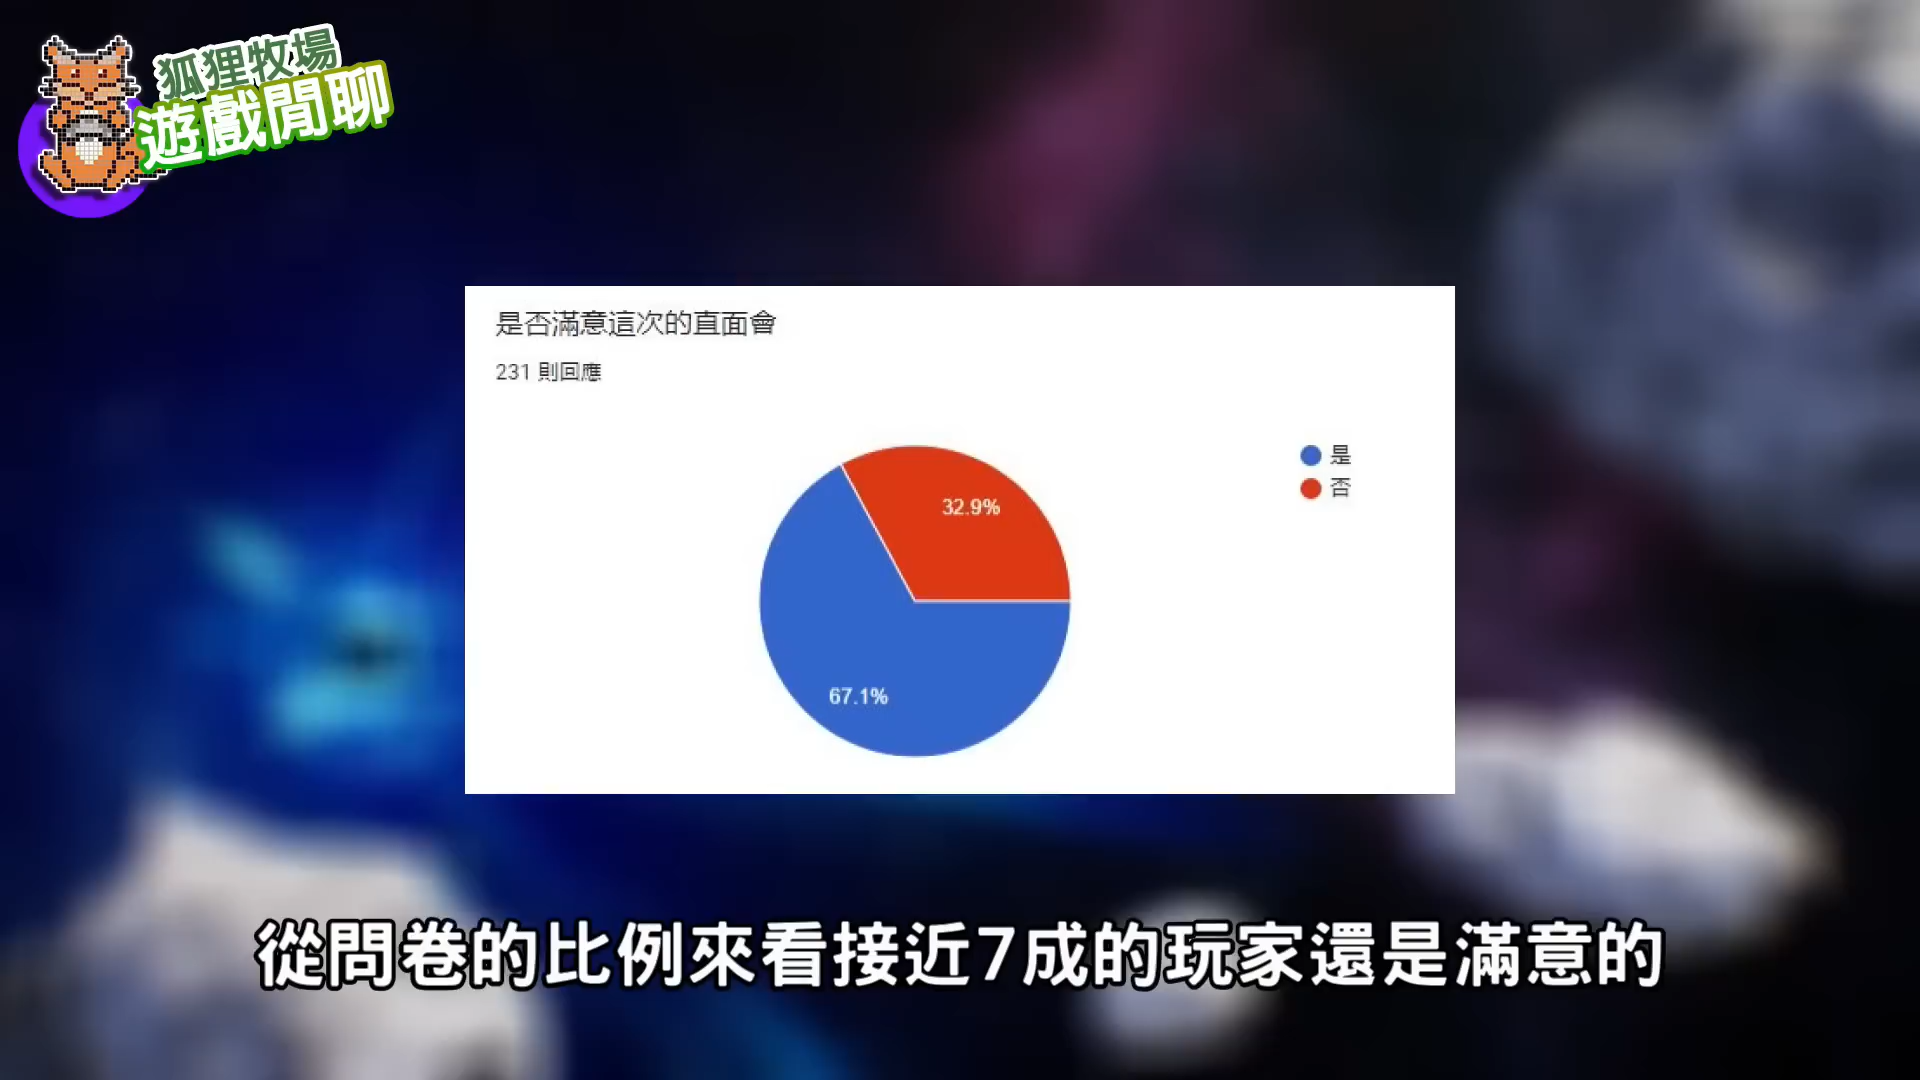 狐狸牧場
遊戲閒聊
是否滿意這次的直面會
231 則回應
是
否
32.9%
67.1%
從問卷的比例來看接近7成的玩家還是滿意的